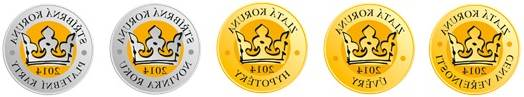 STŘÍBRNÁ KORUNA
2014
PLATEBNÍ KARTY
STŘÍBRNÁ KORUNA
2014
NOVINKA ROKU
ZLATÁ KORUNA
2014
HYPOTÉKY
ZLATÁ KORUNA
2014
ÚVĚRY
ZLATÁ KORUNA
2014
CENA VEŘEJNOSTI